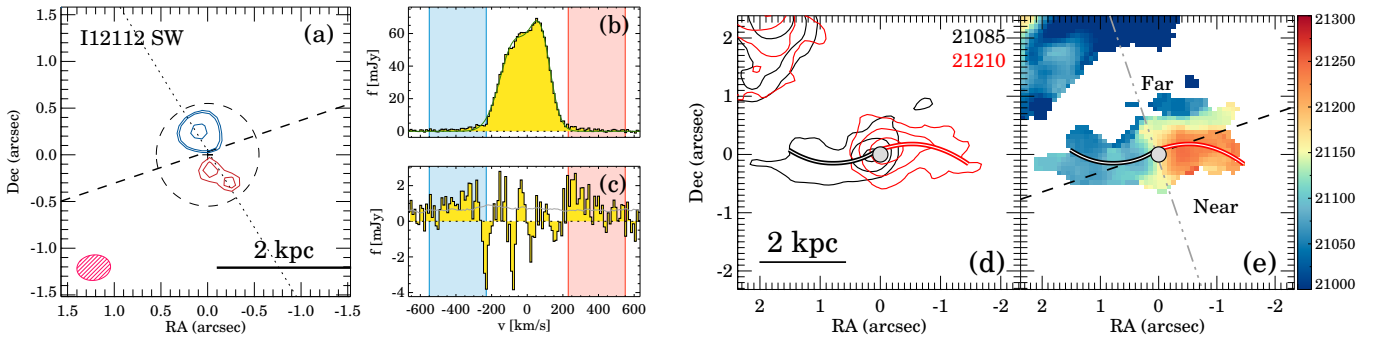 I12112 SW
(a)
2 kpc
Dec (arcsec)
1.5
1.0
0.5
0.0
-0.5
-1.0
-1.5
1.5 1.0 0.5 0.0 -0.5 -1.0 -1.5
RA (arcsec)
(b)
f [mJy]
60
40
20
0
(c)
f [mJy]
2
0
-2
-4
-600 -400 -200 0 200 400 600
v [km/s]
21085
21210
(d)
2 kpc
Dec (arcsec)
2
1
0
-1
-2
2 1 0 -1 -2
RA (arcsec)
Far
Near
(e)
2 1 0 -1 -2
RA (arcsec)
21300
21250
21200
21150
21100
21050
21000